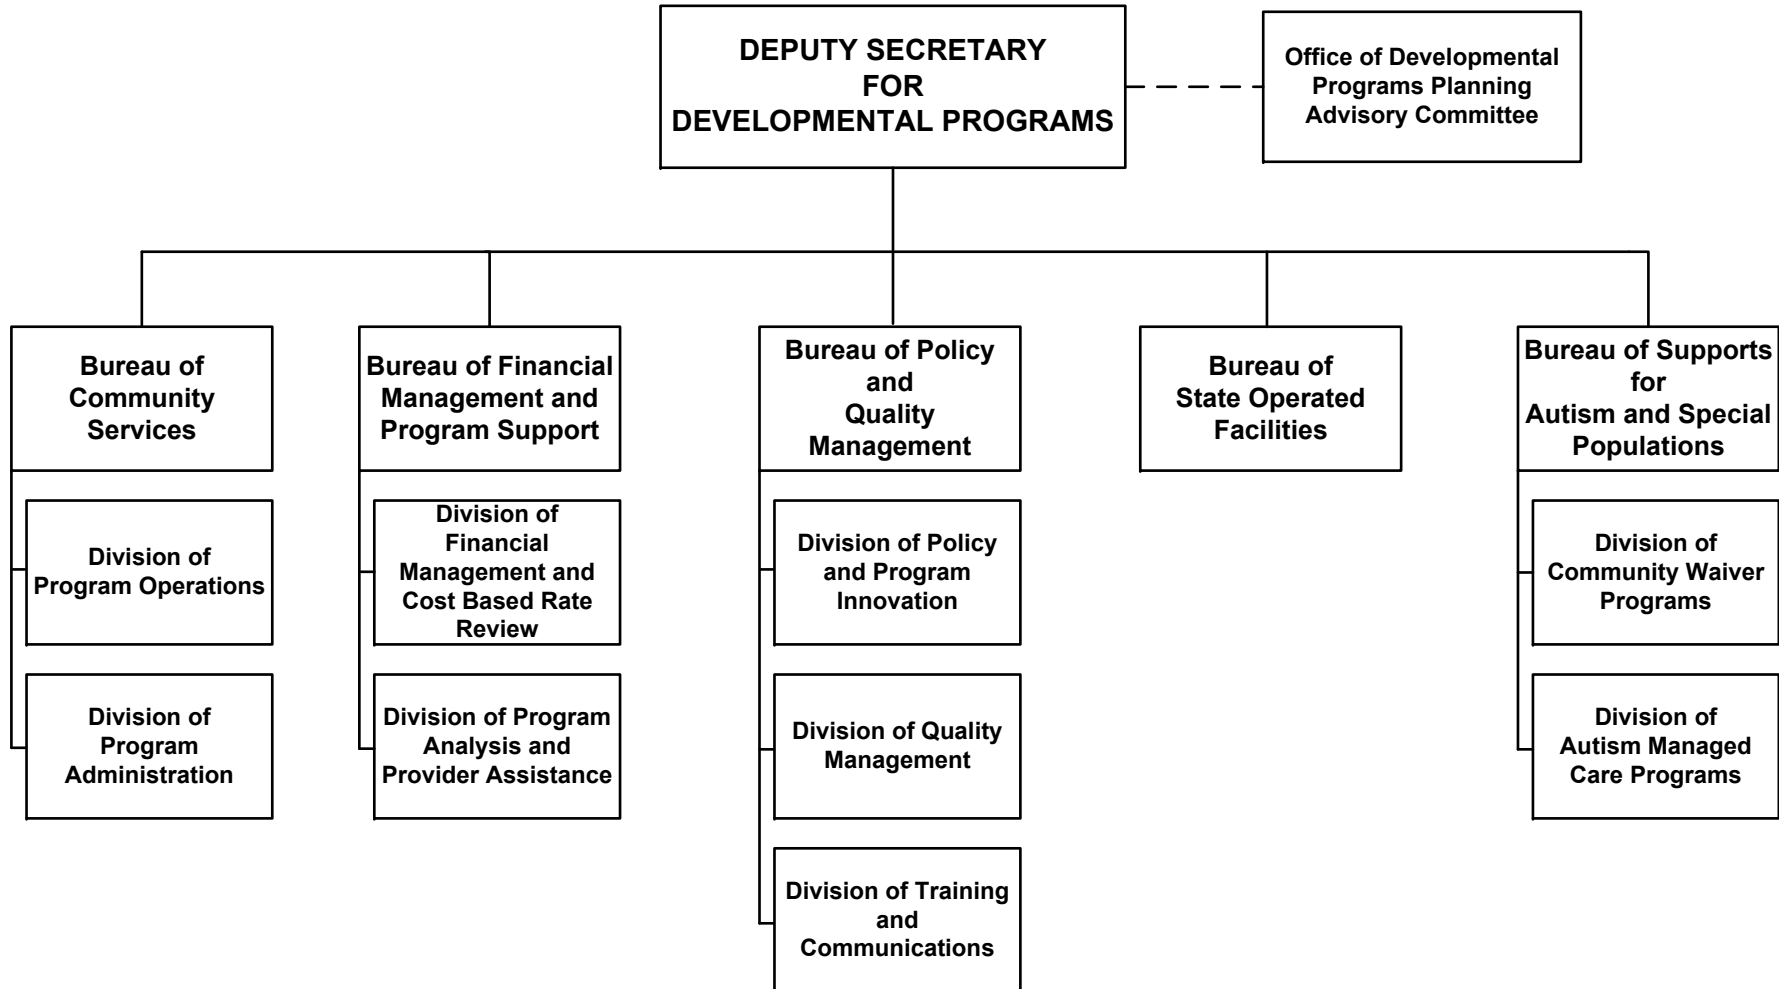 DEPUTY SECRETARY
FOR
DEVELOPMENTAL PROGRAMS
Office of Developmental
Programs Planning
Advisory Committee
Bureau of
Community
Services
Bureau of Financial
Management and
Program Support
Bureau of Policy
and
Quality
Management
Bureau of
State Operated
Facilities
Bureau of Supports
for
Autism and Special
Populations
Division of
Program Operations
Division of
Financial
Management and
Cost Based Rate
Review
Division of Policy
and Program
Innovation
Division of
Community Waiver
Programs
Division of
Program
Administration
Division of Program
Analysis and
Provider Assistance
Division of Quality
Management
Division of
Autism Managed
Care Programs
Division of Training
and
Communications